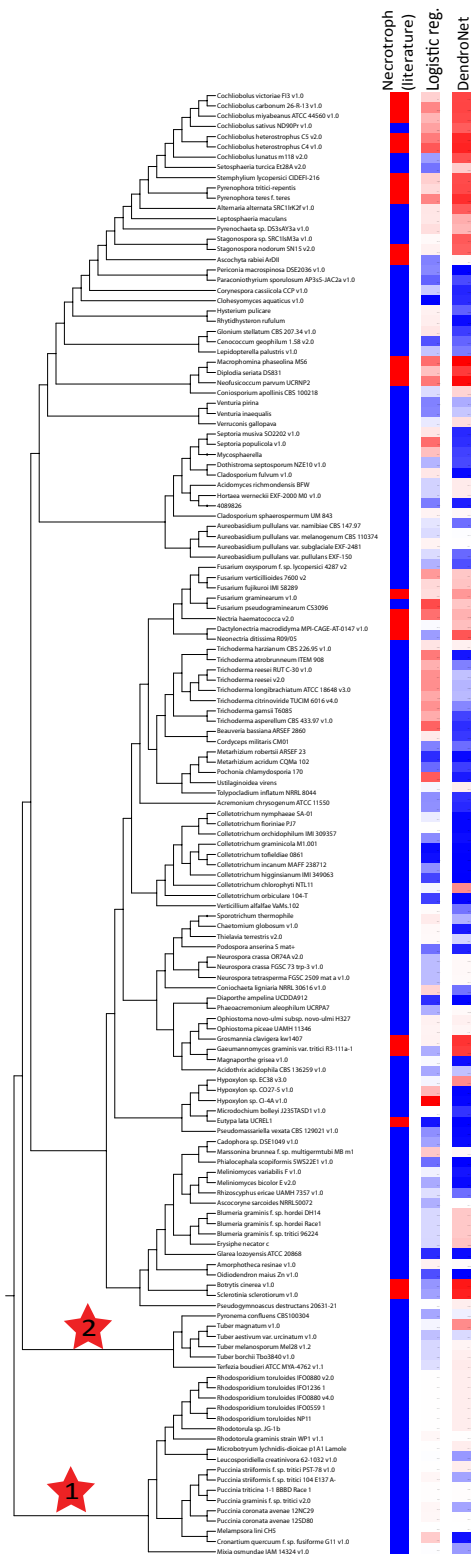 Necrotroph
(literature)
Logistic reg.
DendroNet
Cochliobolus victoriae FI3 v1.0
Cochliobolus carbonum 26-R-13 v1.0
Cochliobolus miyabeanus ATCC 44560 v1.0
Cochliobolus sativus ND90Pr v1.0
Cochliobolus heterostrophus C5 v2.0
Cochliobolus heterostrophus C4 v1.0
Cochliobolus lunatus m118 v2.0
Setosphaeria turcica Et28A v2.0
Stemphylium lycopersici CIDEFI-216
Pyrenophora tritici-repentis
Pyrenophora teres f. teres
Alternaria alternata SRC1lrK2f v1.0
Leptosphaeria maculans
Pyrenochaeta sp. DS3sAY3a v1.0
Stagonospora sp. SRC1lsM3a v1.0
Stagonospora nodorum SN15 v2.0
Ascochyta rabiei ArDII
Periconia macrospinosa DSE2036 v1.0
Paraconiothyrium sporulosum AP3s5-JAC2a v1.0
Corynespora cassiicola CCP v1.0
Clohesyomyces aquaticus v1.0
Hysterium pulicare
Rhytidhysteron rufulum
Glonium stellatum CBS 207.34 v1.0
Cenococcum geophilum 1.58 v2.0
Lepidopterella palustris v1.0
Macrophomina phaseolina MS6
Diplodia seriata DS831
Neofusicoccum parvum UCRNP2
Coniosporium apollinis CBS 100218
Venturia pirina
Venturia inaequalis
Verruconis gallopava
Septoria musiva SO2202 v1.0
Septoria populicola v1.0
Mycosphaerella
Dothistroma septosporum NZE10 v1.0
Cladosporium fulvum v1.0
Acidomyces richmondensis BFW
Hortaea werneckii EXF-2000 M0 v1.0
4089826
Cladosporium sphaerospermum UM 843
Aureobasidium pullulans var. namibiae CBS 147.97
Aureobasidium pullulans var. melanogenum CBS 110374
Aureobasidium pullulans var. subglaciale EXF-2481
Aureobasidium pullulans var. pullulans EXF-150
Fusarium oxysporum f. sp. lycopersici 4287 v2
Fusarium verticillioides 7600 v2
Fusarium fujikuroi IMI 58289
Fusarium graminearum v1.0
Fusarium pseudograminearum CS3096
Nectria haematococca v2.0
Dactylonectria macrodidyma MPI-CAGE-AT-0147 v1.0
Neonectria ditissima R09/05
Trichoderma harzianum CBS 226.95 v1.0
Trichoderma atrobrunneum ITEM 908
Trichoderma reesei RUT C-30 v1.0
Trichoderma reesei v2.0
Trichoderma longibrachiatum ATCC 18648 v3.0
Trichoderma citrinoviride TUCIM 6016 v4.0
Trichoderma gamsii T6085
Trichoderma asperellum CBS 433.97 v1.0
Beauveria bassiana ARSEF 2860
Cordyceps militaris CM01
Metarhizium robertsii ARSEF 23
Metarhizium acridum CQMa 102
Pochonia chlamydosporia 170
Ustilaginoidea virens
Tolypocladium inflatum NRRL 8044
Acremonium chrysogenum ATCC 11550
Colletotrichum nymphaeae SA-01
Colletotrichum fioriniae PJ7
Colletotrichum orchidophilum IMI 309357
Colletotrichum graminicola M1.001
Colletotrichum tofieldiae 0861
Colletotrichum incanum MAFF 238712
Colletotrichum higginsianum IMI 349063
Colletotrichum chlorophyti NTL11
Colletotrichum orbiculare 104-T
Verticillium alfalfae VaMs.102
Sporotrichum thermophile
Chaetomium globosum v1.0
Thielavia terrestris v2.0
Podospora anserina S mat+
Neurospora crassa OR74A v2.0
Neurospora crassa FGSC 73 trp-3 v1.0
Neurospora tetrasperma FGSC 2509 mat a v1.0
Coniochaeta ligniaria NRRL 30616 v1.0
Diaporthe ampelina UCDDA912
Phaeoacremonium aleophilum UCRPA7
Ophiostoma novo-ulmi subsp. novo-ulmi H327
Ophiostoma piceae UAMH 11346
Grosmannia clavigera kw1407
Gaeumannomyces graminis var. tritici R3-111a-1
Magnaporthe grisea v1.0
Acidothrix acidophila CBS 136259 v1.0
Hypoxylon sp. EC38 v3.0
Hypoxylon sp. CO27-5 v1.0
Hypoxylon sp. CI-4A v1.0
Microdochium bolleyi J235TASD1 v1.0
Eutypa lata UCREL1
Pseudomassariella vexata CBS 129021 v1.0
Cadophora sp. DSE1049 v1.0
Marssonina brunnea f. sp. multigermtubi MB m1
Phialocephala scopiformis 5WS22E1 v1.0
Meliniomyces variabilis F v1.0
Meliniomyces bicolor E v2.0
Rhizoscyphus ericae UAMH 7357 v1.0
Ascocoryne sarcoides NRRL50072
Blumeria graminis f. sp. hordei DH14
Blumeria graminis f. sp. hordei Race1
Blumeria graminis f. sp. tritici 96224
Erysiphe necator c
Glarea lozoyensis ATCC 20868
Amorphotheca resinae v1.0
Oidiodendron maius Zn v1.0
Botrytis cinerea v1.0
Sclerotinia sclerotiorum v1.0
Pseudogymnoascus destructans 20631-21
Pyronema confluens CBS100304
Tuber magnatum v1.0
Tuber aestivum var. urcinatum v1.0
Tuber melanosporum Mel28 v1.2
Tuber borchii Tbo3840 v1.0
Terfezia boudieri ATCC MYA-4762 v1.1
2
Rhodosporidium toruloides IFO0880 v2.0
Rhodosporidium toruloides IFO1236 1
Rhodosporidium toruloides IFO0880 v4.0
Rhodosporidium toruloides IFO0559 1
Rhodosporidium toruloides NP11
Rhodotorula sp. JG-1b
Rhodotorula graminis strain WP1 v1.1
Microbotryum lychnidis-dioicae p1A1 Lamole
Leucosporidiella creatinivora 62-1032 v1.0
Puccinia striiformis f. sp. tritici PST-78 v1.0
Puccinia striiformis f. sp. tritici 104 E137 A-
Puccinia triticina 1-1 BBBD Race 1
Puccinia graminis f. sp. tritici v2.0
Puccinia coronata avenae 12NC29
Puccinia coronata avenae 12SD80
Melampsora lini CH5
Cronartium quercuum f. sp. fusiforme G11 v1.0
Mixia osmundae IAM 14324 v1.0
1